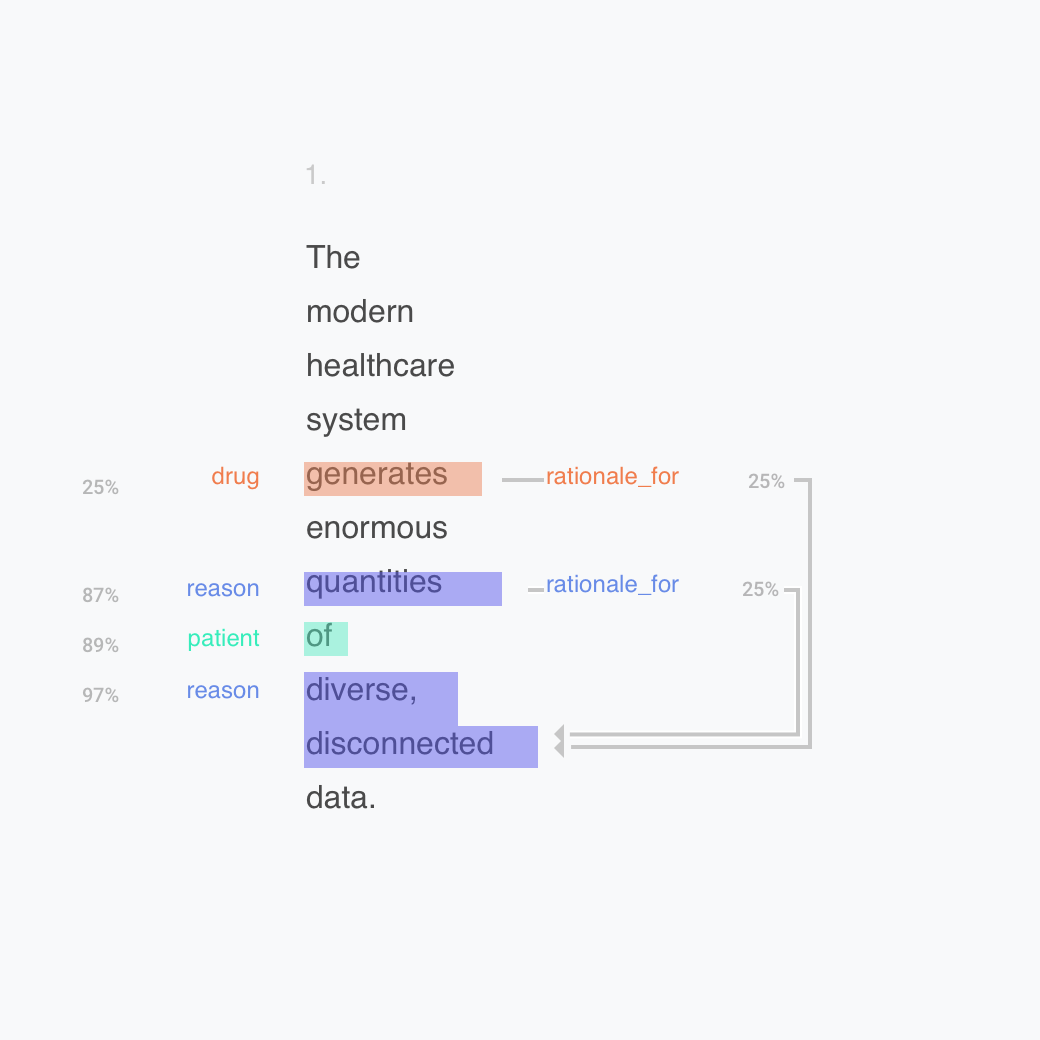 1.
The
modern
healthcare
system
25% drug generates rationale_for 25%
enormous
87% reason quantities rationale_for 25%
89% patient of
97% reason diverse,
disconnected
data.